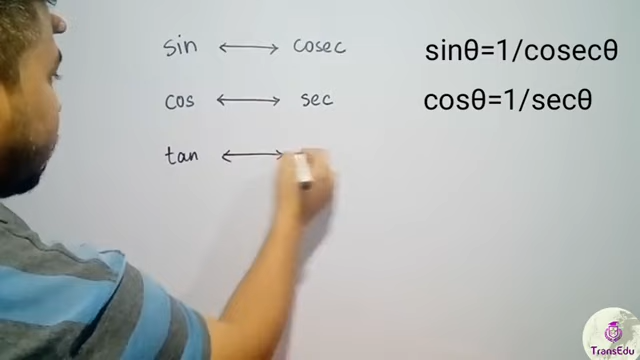 sin ⟷ cosec
sinθ=1/cosecθ
cos ⟷ sec
cosθ=1/secθ
tan ⟷
TransEdu